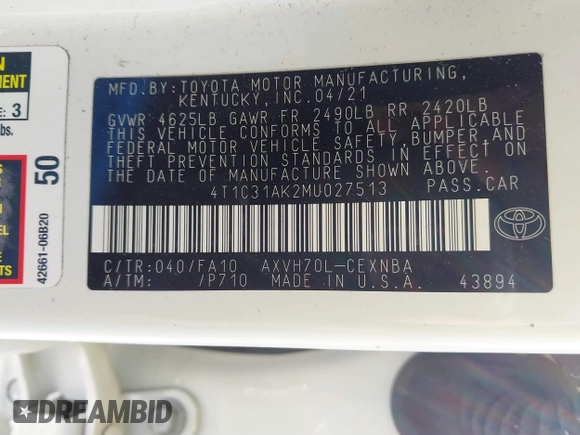 MFD.BY:TOYOTA MOTOR MANUFACTURING,
KENTUCKY,INC.04/21
GVWR 4625LB GAWR FR 2490LB RR 2420LB
THIS VEHICLE CONFORMS TO ALL APPLICABLE
FEDERAL MOTOR VEHICLE SAFETY,BUMPER,AND
THEFT PREVENTION STANDARDS IN EFFECT ON
THE DATE OF MANUFACTURE SHOWN ABOVE.
4T1C31AK2MU027513 PASS.CAR
C/TR:040/FA10 AXVH70L-CEXNBA
A/TM: /P710 MADE IN U.S.A. 43894
: 3
bs.
50
42661-06B20
DREAMBID